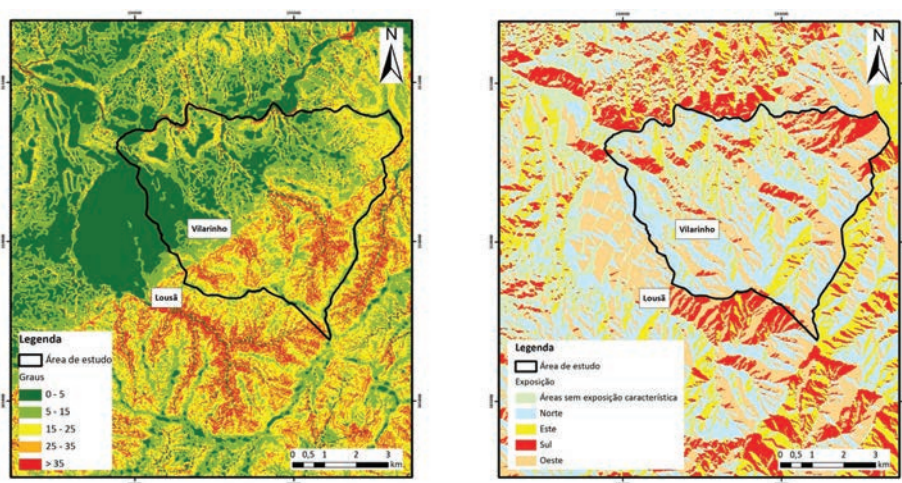 N
Vilarinho
Lousã
Legenda
Área de estudo
Graus
0 - 5
5 - 15
15 - 25
25 - 35
> 35
0 0,5 1 2 3
km
N
Vilarinho
Lousã
Legenda
Área de estudo
Exposição
Áreas sem exposição característica
Norte
Este
Sul
Oeste
0 0,5 1 2 3
km